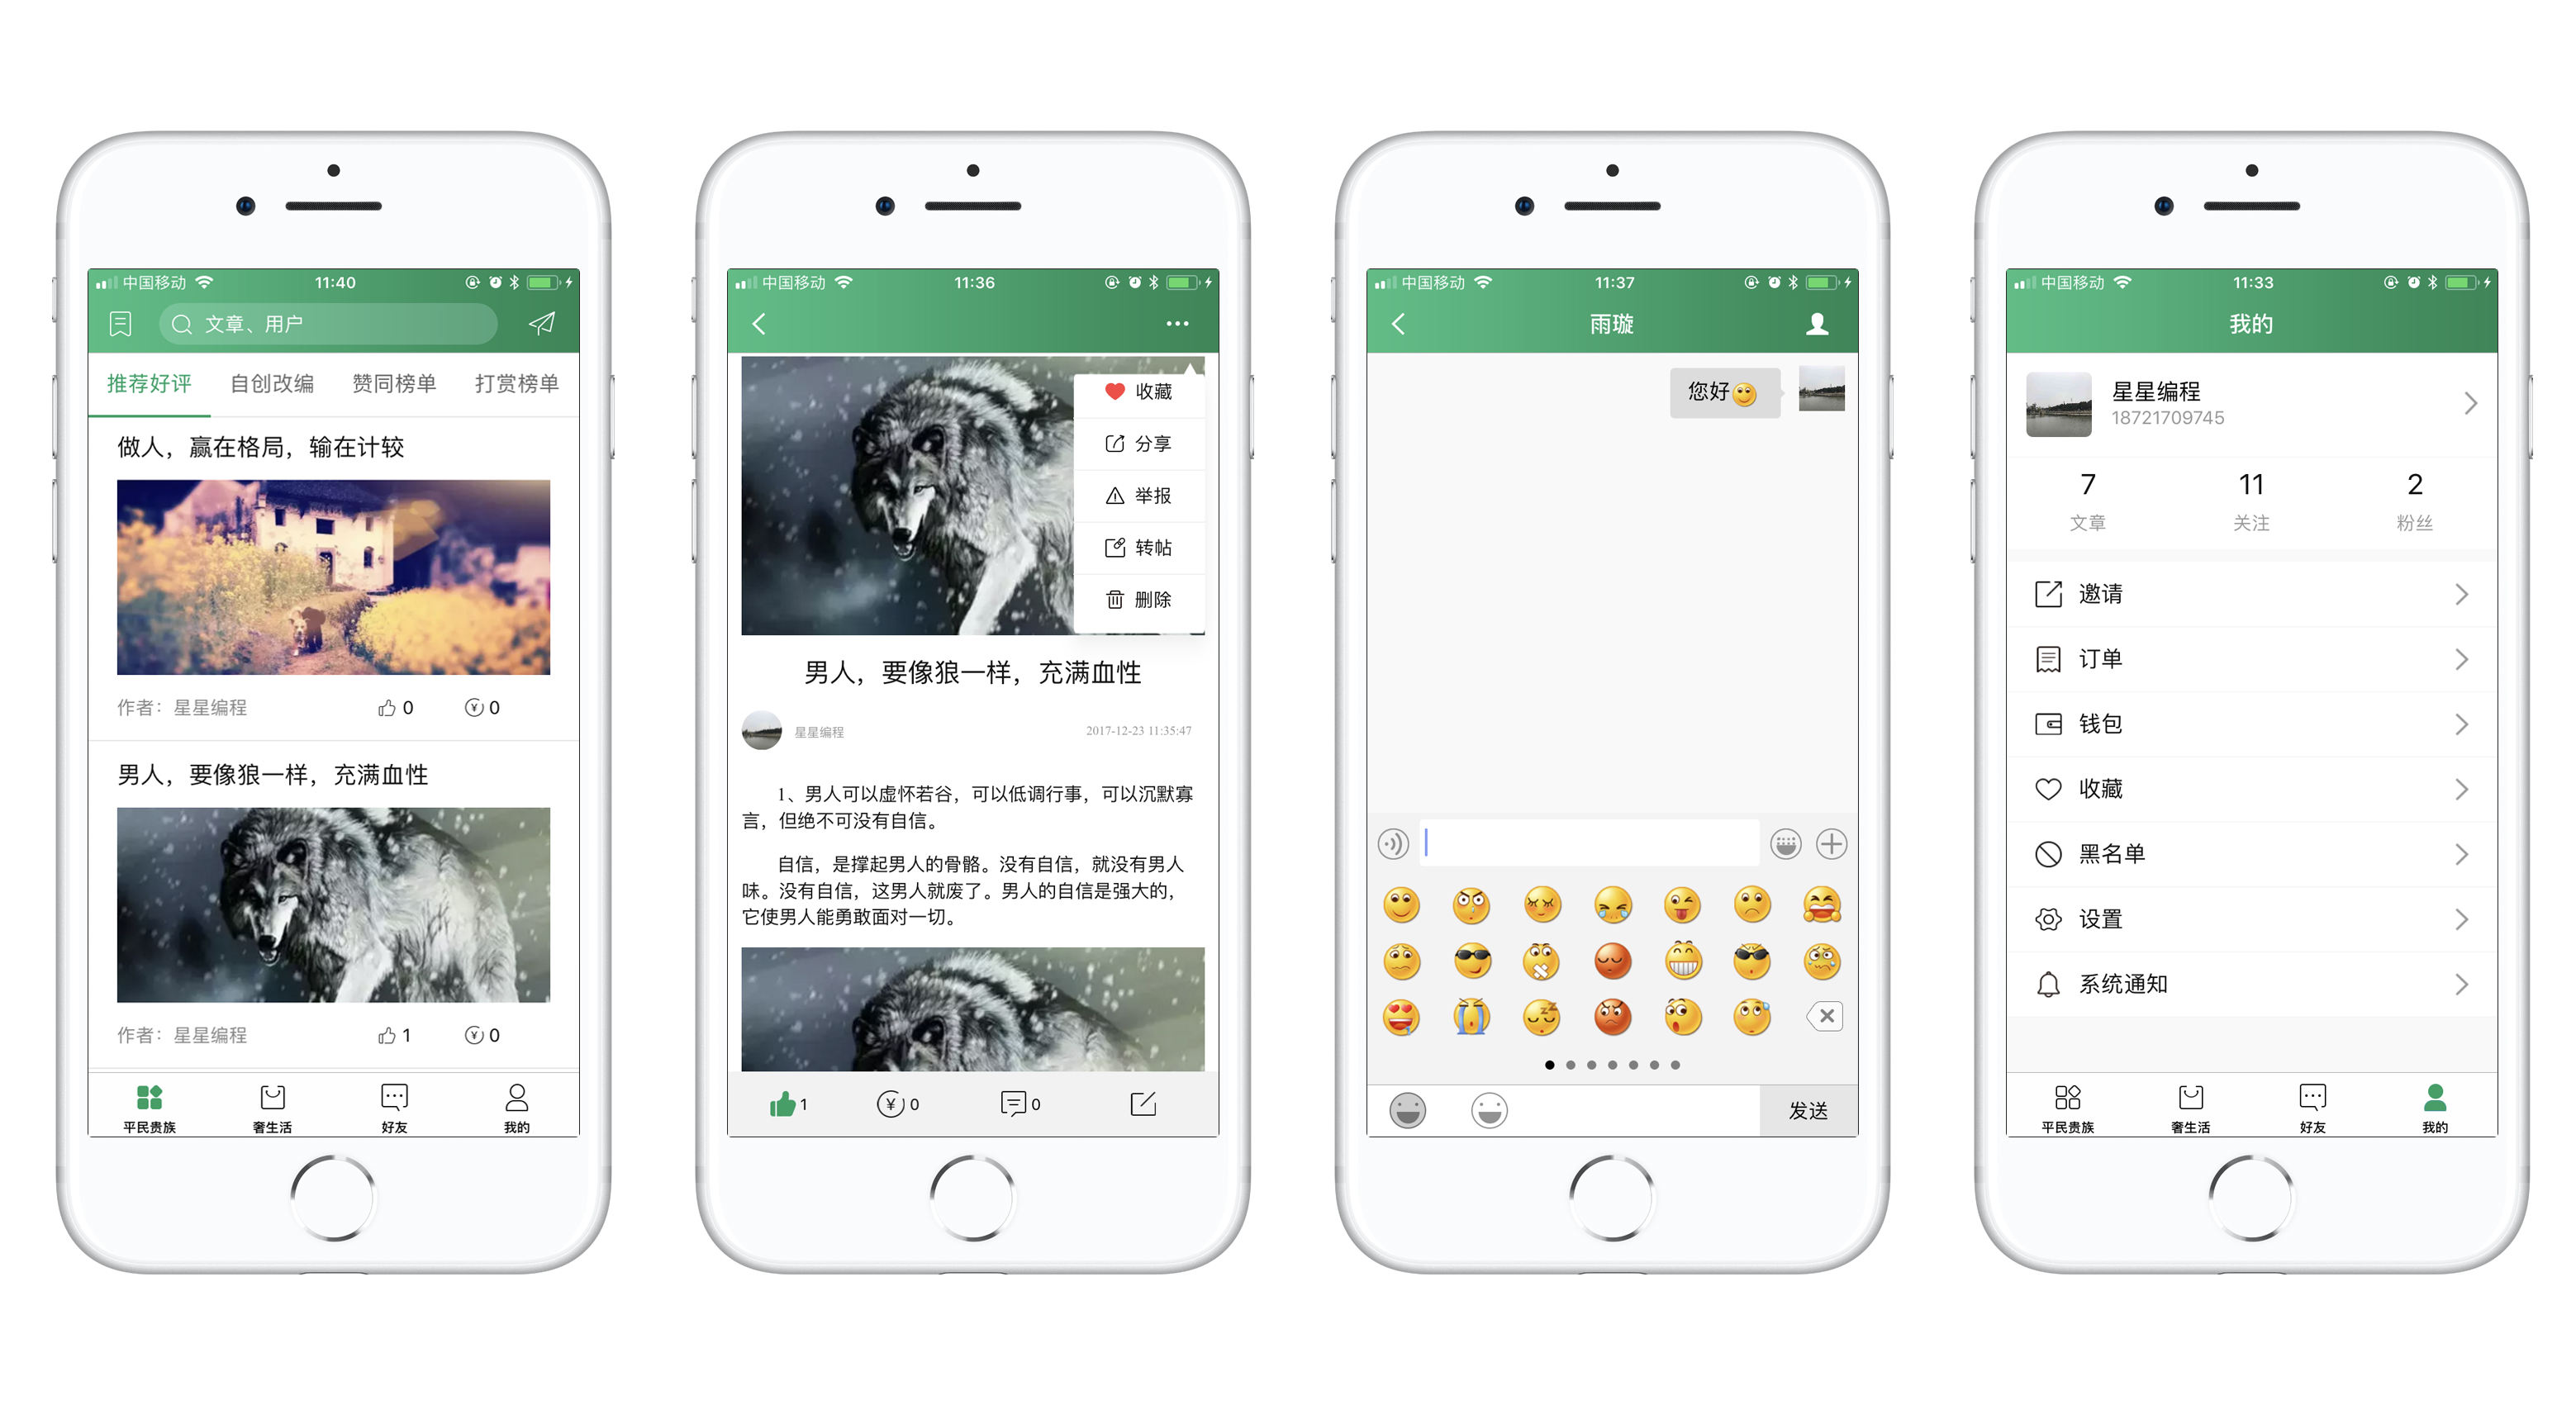 中国移动 11:40
文章、用户
推荐好评 自创改编 赞同榜单 打赏榜单
做人，赢在格局，输在计较
作者：星星编程 0 ¥ 0
男人，要像狼一样，充满血性
作者：星星编程 1 ¥ 0
平民贵族 奢生活 好友 我的
中国移动 11:36
收藏
分享
举报
转帖
删除
男人，要像狼一样，充满血性
星星编程 2017-12-23 11:35:47
1、男人可以虚怀若谷，可以低调行事，可以沉默寡
言，但绝不可没有自信。
自信，是撑起男人的骨骼。没有自信，就没有男人
味。没有自信，这男人就废了。男人的自信是强大的，
它使男人能勇敢面对一切。
1 ¥ 0 0
中国移动 11:37
雨璇
您好
发送
中国移动 11:33
我的
星星编程
18721709745
7 11 2
文章 关注 粉丝
邀请
订单
钱包
收藏
黑名单
设置
系统通知
平民贵族 奢生活 好友 我的